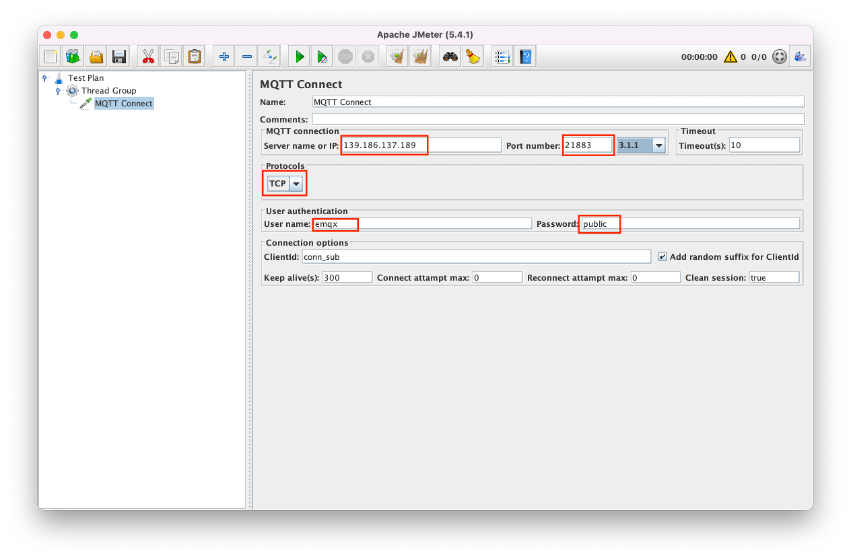 Apache JMeter (5.4.1)
00:00:00 0 0/0
Test Plan
Thread Group
MQTT Connect
MQTT Connect
Name: MQTT Connect
Comments:
MQTT connection
Server name or IP: 139.186.137.189 Port number: 21883 3.1.1
Timeout
Timeout(s): 10
Protocols
TCP
User authentication
User name: emqx Password: public
Connection options
ClientId: conn_sub Add random suffix for ClientId
Keep alive(s): 300 Connect attampt max: 0 Reconnect attampt max: 0 Clean session: true